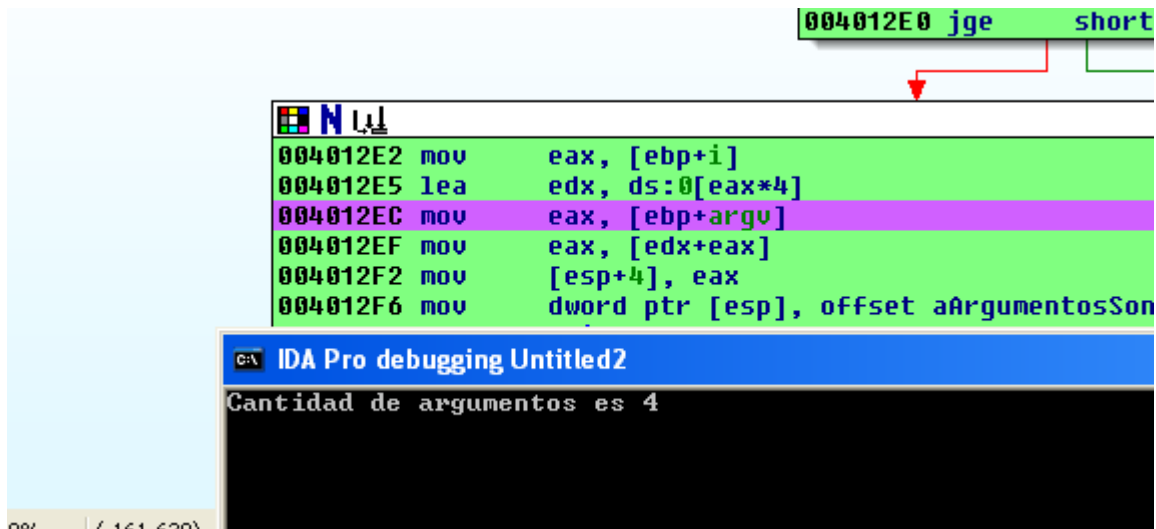 004012E0 jge short
N
004012E2 mov eax, [ebp+i]
004012E5 lea edx, ds:0[eax*4]
004012EC mov eax, [ebp+argv]
004012EF mov eax, [edx+eax]
004012F2 mov [esp+4], eax
004012F6 mov dword ptr [esp], offset aArgumentosSon
C:\ IDA Pro debugging Untitled2
Cantidad de argumentos es 4